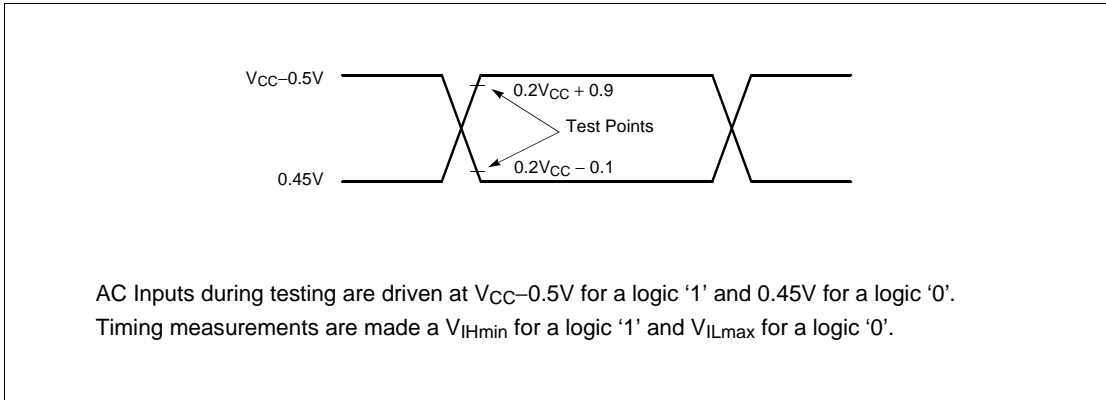 VCC–0.5V
0.2VCC + 0.9
Test Points
0.2VCC – 0.1
0.45V
AC Inputs during testing are driven at VCC–0.5V for a logic ‘1’ and 0.45V for a logic ‘0’.
Timing measurements are made a VIHmin for a logic ‘1’ and VILmax for a logic ‘0’.